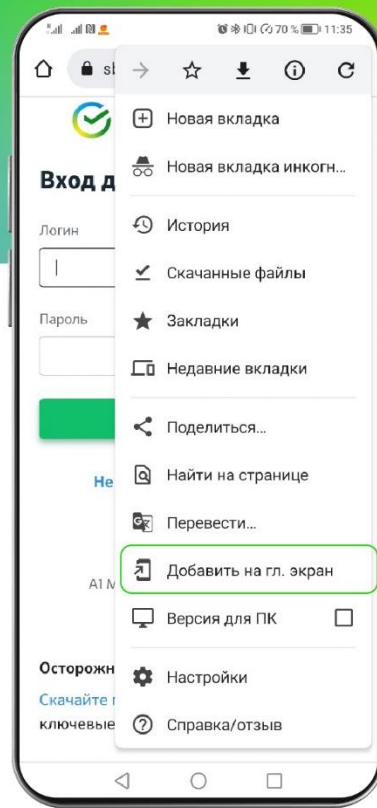 70 % 11:35
Новая вкладка
Новая вкладка инкогн...
Вход д
История
Логин
Скачанные файлы
Пароль
Закладки
Недавние вкладки
Поделиться...
Не
Найти на странице
Перевести...
Добавить на гл. экран
A1 M
Версия для ПК
Осторожн
Настройки
Скачайте
ключевые
Справка/отзыв